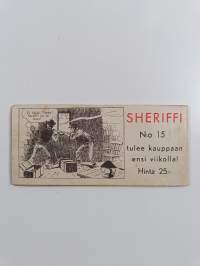 SHERIFFI
No 15
tulee kauppaan
ensi viikolla!
Hinta 25:-